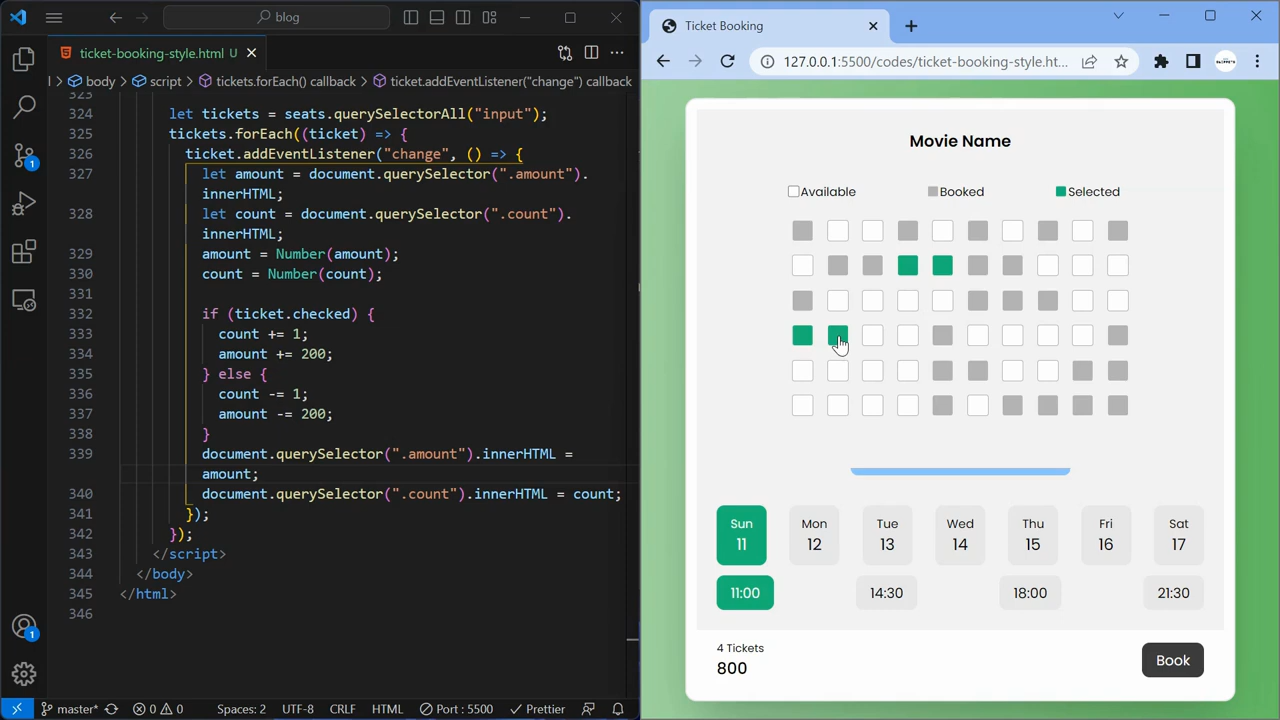 blog
ticket-booking-style.html U
body
script
tickets.forEach() callback
ticket.addEventListener("change") callback
323
324 let tickets = seats.querySelectorAll("input");
325 tickets.forEach((ticket) => {
326 ticket.addEventListener("change", () => {
327 let amount = document.querySelector(".amount").
innerHTML;
328 let count = document.querySelector(".count").
innerHTML;
329 amount = Number(amount);
330 count = Number(count);
331
332 if (ticket.checked) {
333 count += 1;
334 amount += 200;
335 } else {
336 count -= 1;
337 amount -= 200;
338 }
339 document.querySelector(".amount").innerHTML =
amount;
340 document.querySelector(".count").innerHTML = count;
341 });
342 });
343 </script>
344 </body>
345 </html>
346
1
1
master*
0 0
Spaces: 2
UTF-8
CRLF
HTML
Port : 5500
Prettier
Ticket Booking
127.0.0.1:5500/codes/ticket-booking-style.ht...
Movie Name
Available
Booked
Selected
Sun
11
Mon
12
Tue
13
Wed
14
Thu
15
Fri
16
Sat
17
11:00
14:30
18:00
21:30
4 Tickets
800
Book